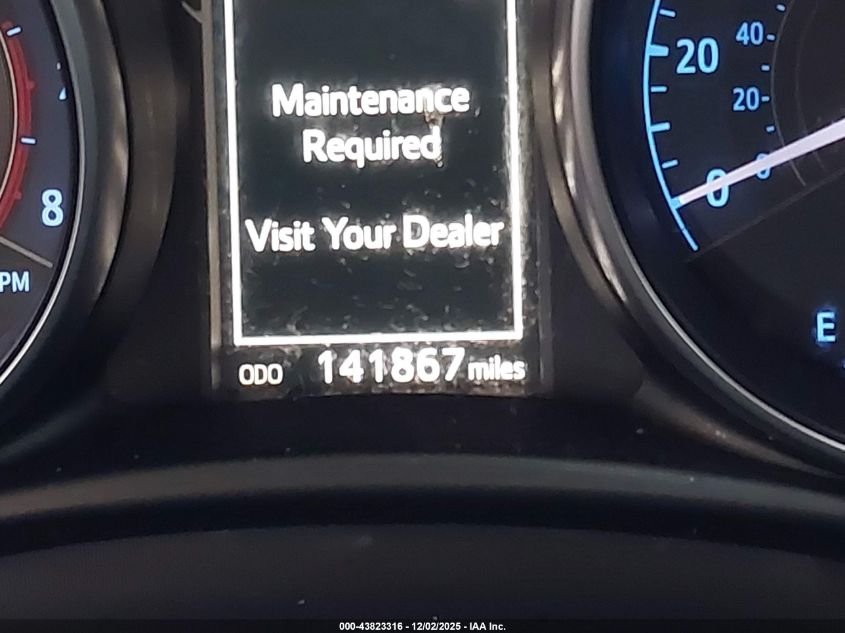 Maintenance
Required
Visit Your Dealer
ODO 141867 miles
8
PM
20
0
40
20
0
E
000-43823316 - 12/02/2025 - IAA Inc.